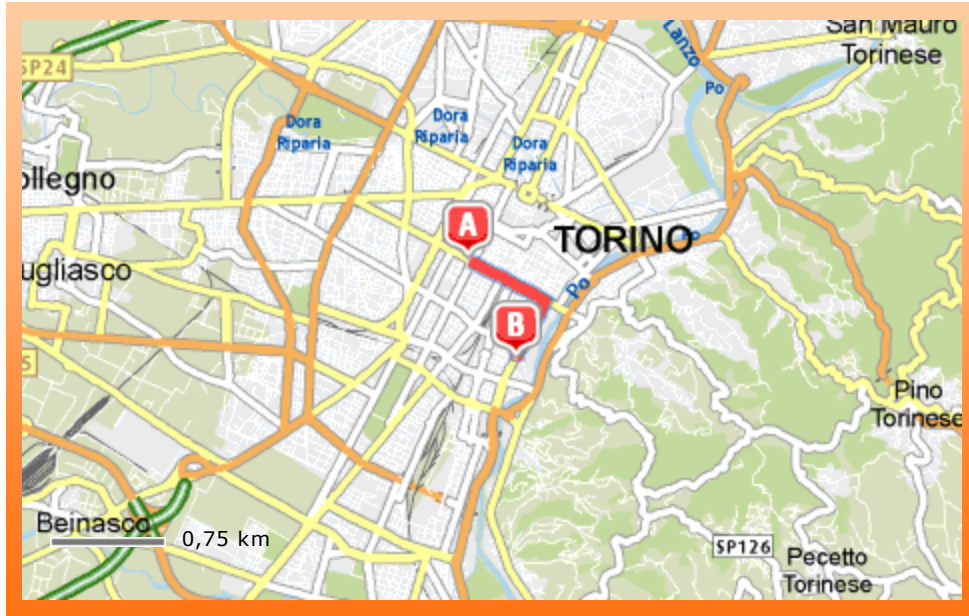 San Mauro
Torinese
SP24
Lanzo
Po
Dora
Riparia
Dora
Riparia
Dora
Riparia
ollegno
A
TORINO
Po
ugliasco
Po
B
5
Pino
Torinese
Beinasco
0,75 km
SP126
Pecetto
Torinese